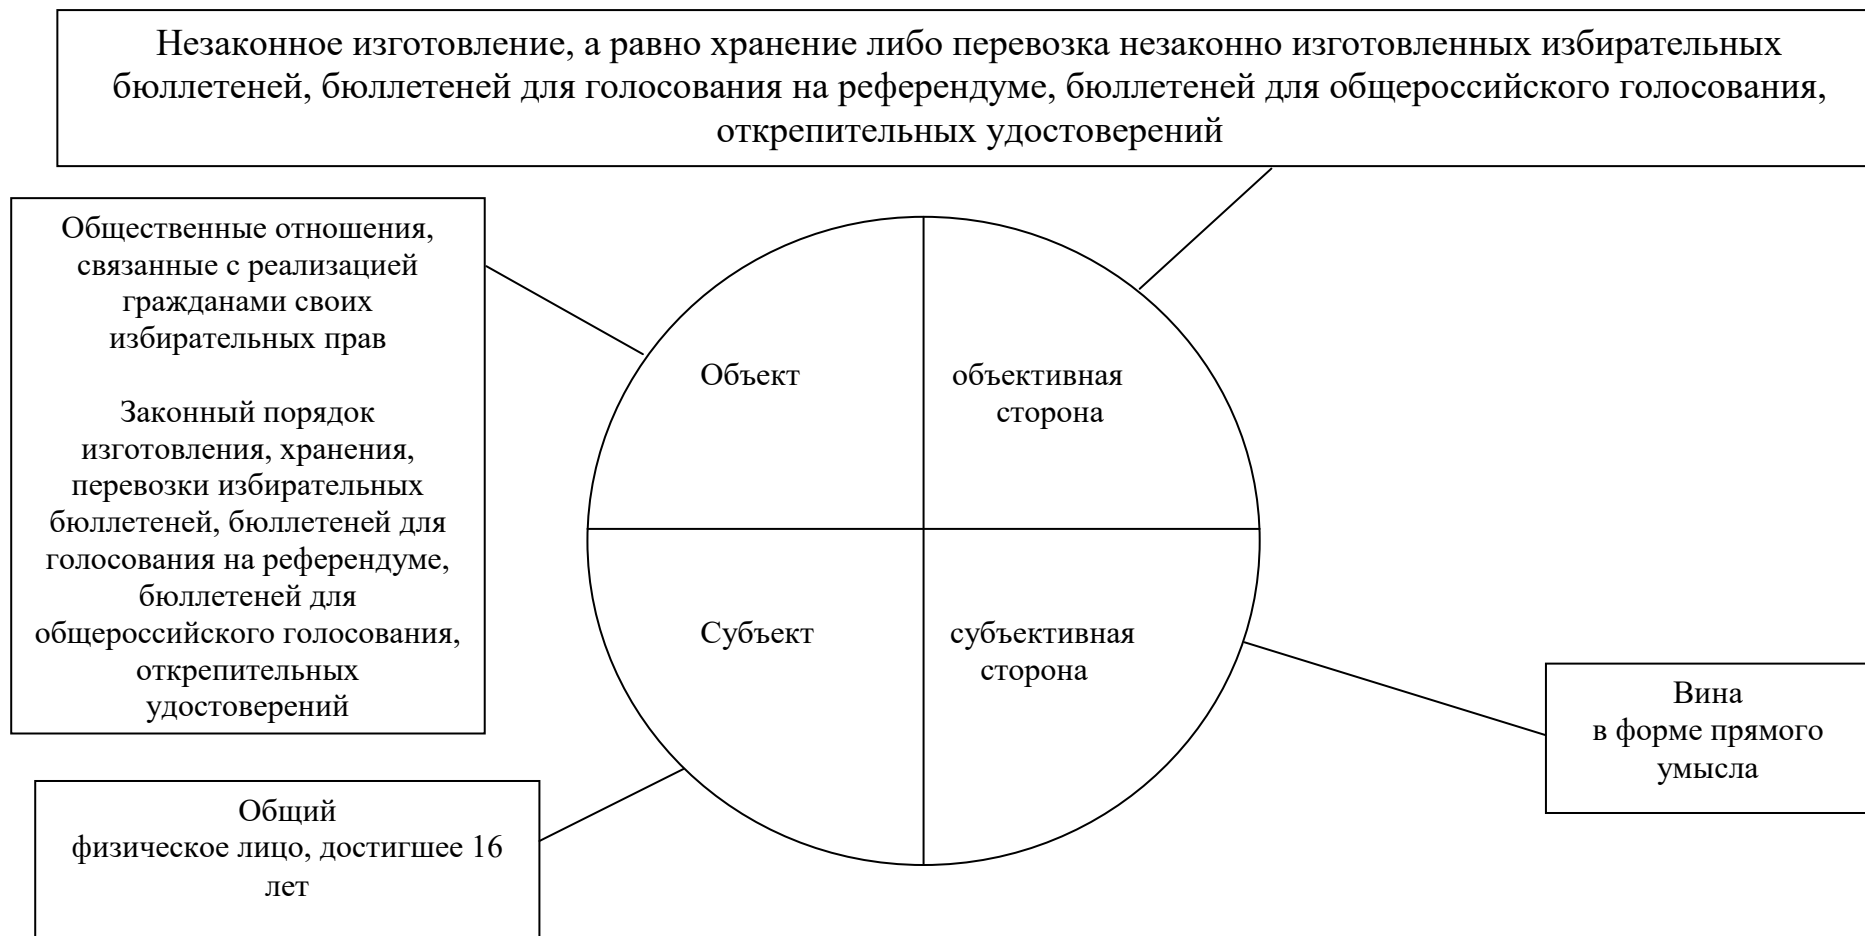 Незаконное изготовление, а равно хранение либо перевозка незаконно изготовленных избирательных
бюллетеней, бюллетеней для голосования на референдуме, бюллетеней для общероссийского голосования,
открепительных удостоверений
Общественные отношения,
связанные с реализацией
гражданами своих
избирательных прав
Законный порядок
изготовления, хранения,
перевозки избирательных
бюллетеней, бюллетеней для
голосования на референдуме,
бюллетеней для
общероссийского голосования,
открепительных
удостоверений
Объект
объективная
сторона
Субъект
субъективная
сторона
Вина
в форме прямого
умысла
Общий
физическое лицо, достигшее 16
лет